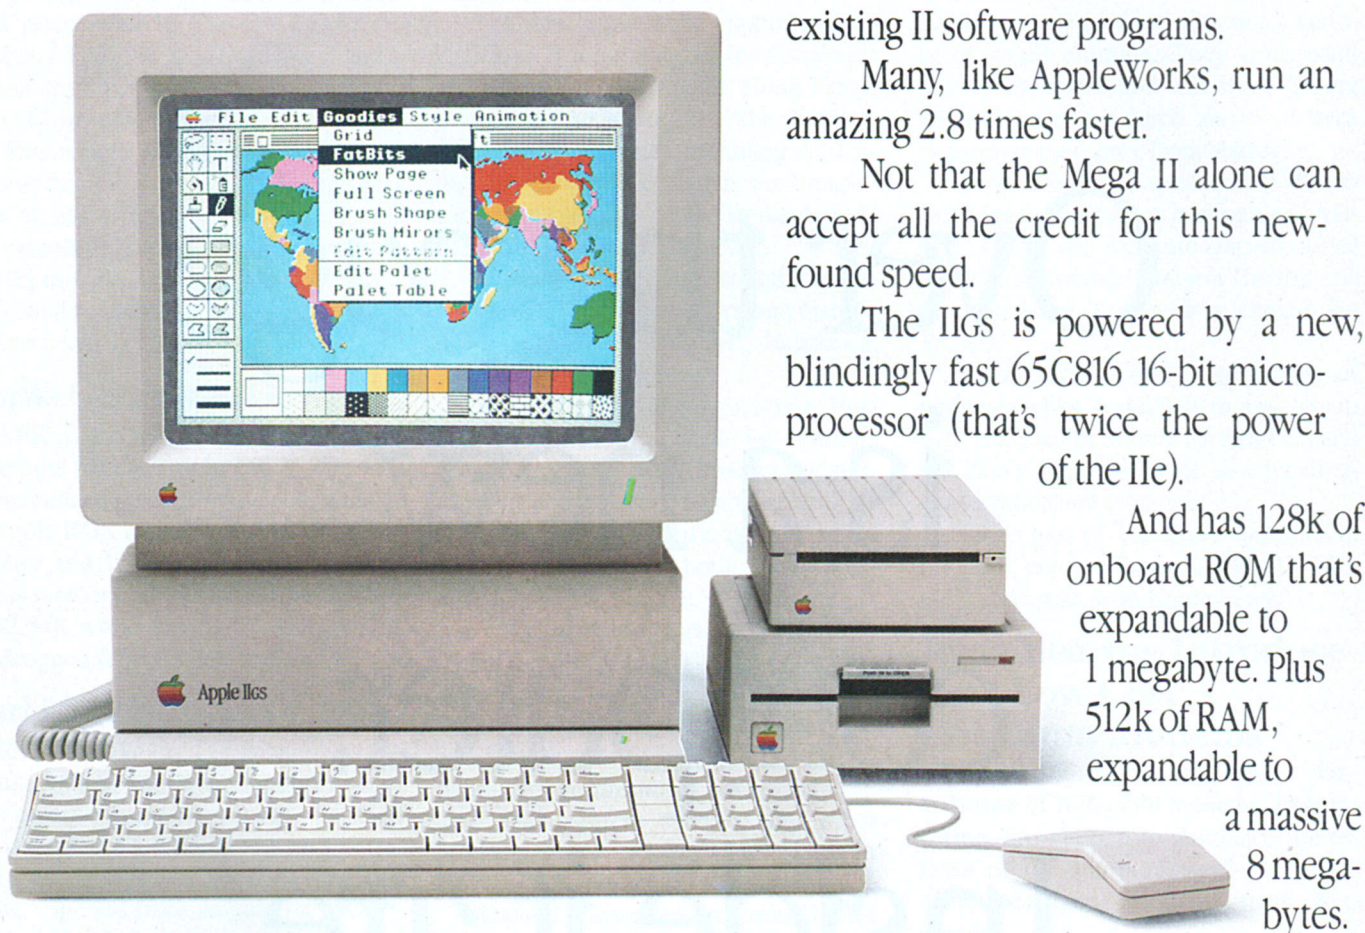 existing II software programs.
Many, like AppleWorks, run an
amazing 2.8 times faster.
Not that the Mega II alone can
accept all the credit for this new-
found speed.
The IIGS is powered by a new,
blindingly fast 65C816 16-bit micro-
processor (that's twice the power
of the IIe).
And has 128k of
onboard ROM that's
expandable to
1 megabyte. Plus
512k of RAM,
expandable to
a massive
8 mega-
bytes.
File Edit Goodies Style Animation
Grid
FatBits
Show Page
Full Screen
Brush Shape
Brush Mirors
Edit Pattern
Edit Palet
Palet Table
T
Apple IIGS